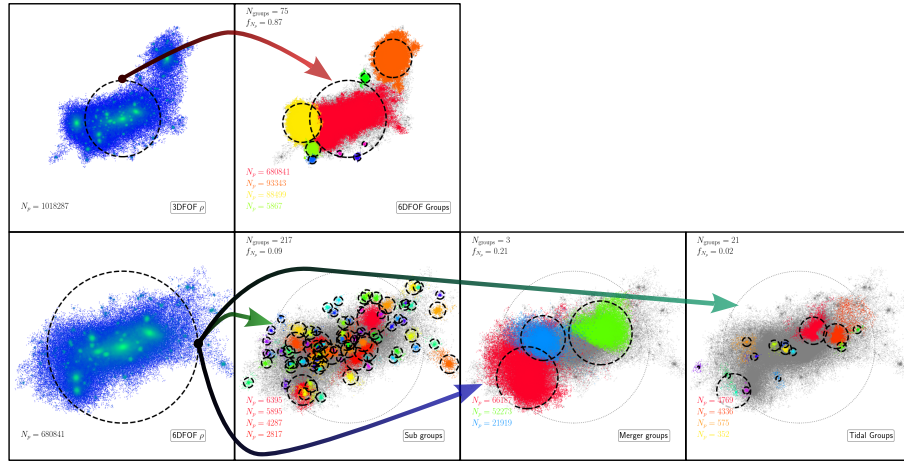 N_groups = 75
f_{N_p} = 0.87
N_p = 680841
N_p = 93343
N_p = 5867
N_p = 1018287
3DFOF ρ
6DFOF Groups
N_groups = 217
f_{N_p} = 0.09
N_groups = 3
f_{N_p} = 0.21
N_groups = 21
f_{N_p} = 0.02
N_p = 6395
N_p = 5895
N_p = 4287
N_p = 2817
N_p = 66187
N_p = 52273
N_p = 21919
N_p = 4769
N_p = 4336
N_p = 575
N_p = 352
N_p = 680841
6DFOF ρ
Sub groups
Merger groups
Tidal Groups